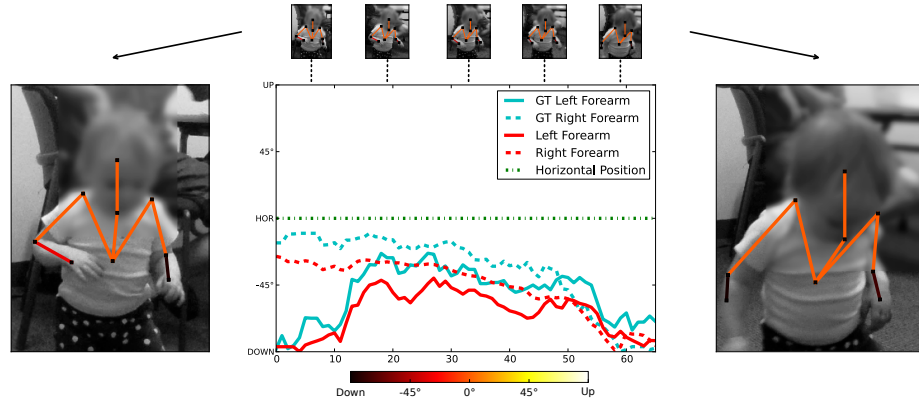 UP
45°
HOR
-45°
DOWN
GT Left Forearm
GT Right Forearm
Left Forearm
Right Forearm
Horizontal Position
0 10 20 30 40 50 60
Down -45° 0° 45° Up